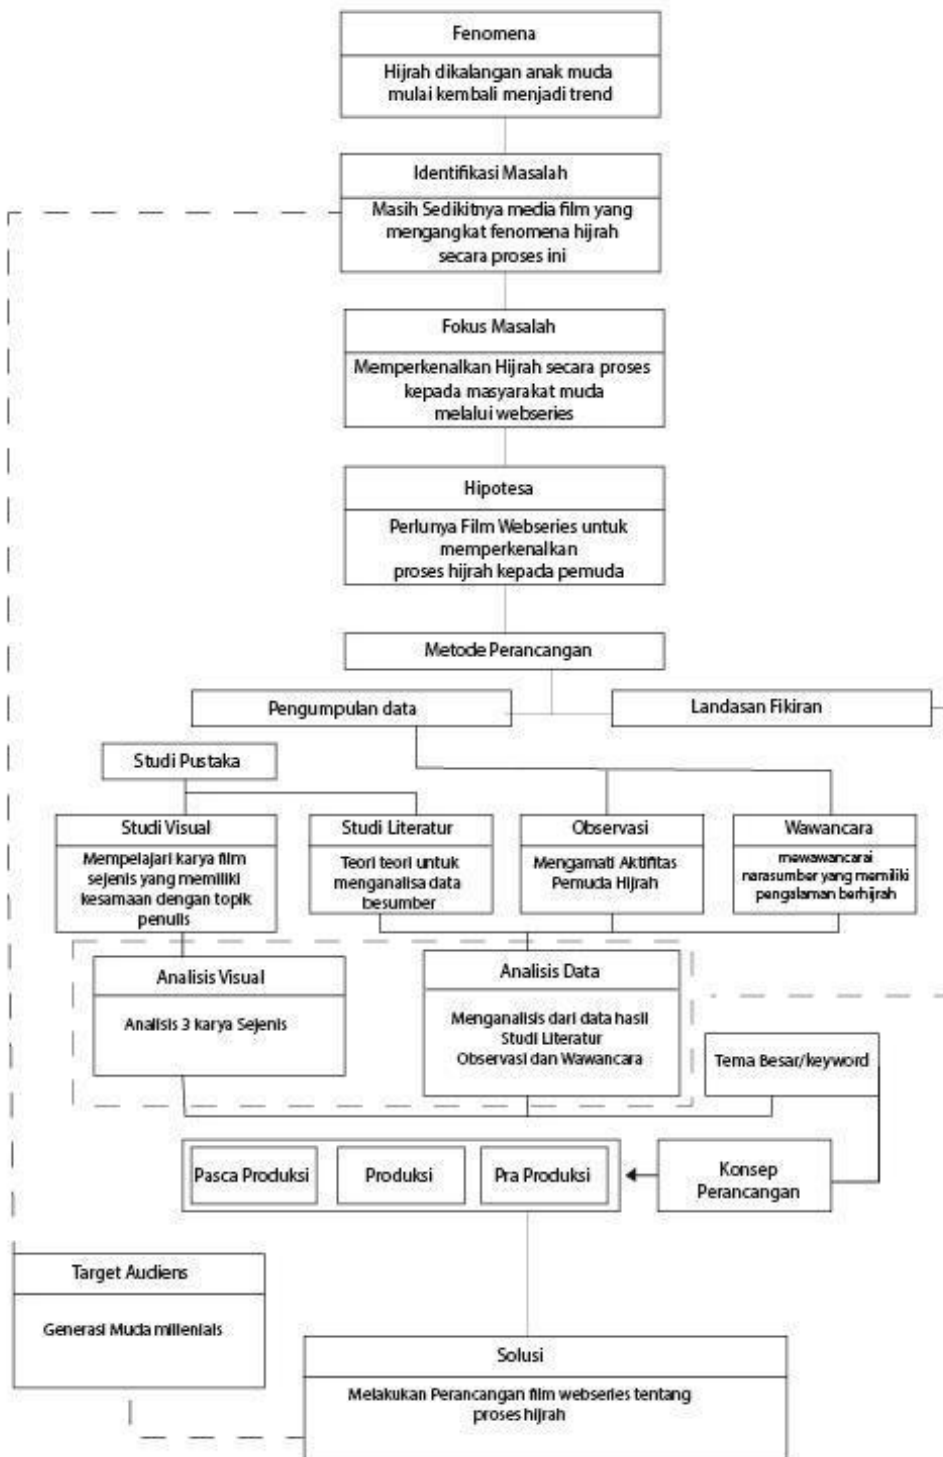 Fenomena
Hijrah dikalangan anak muda
mulai kembali menjadi trend
Identifikasi Masalah
Masih Sedikitnya media film yang
mengangkat fenomena hijrah
secara proses ini
Fokus Masalah
Memperkenalkan Hijrah secara proses
kepada masyarakat muda
melalui webseries
Hipotesa
Perlunya Film Webseries untuk
memperkenalkan
proses hijrah kepada pemuda
Metode Perancangan
Pengumpulan data
Landasan Fikiran
Studi Pustaka
Studi Visual
Mempelajari karya film
sejenis yang memiliki
kesamaan dengan topik
penulis
Studi Literatur
Teori teori untuk
menganalisa data
besumber
Observasi
Mengamati Aktifitas
Pemuda Hijrah
Wawancara
mewawancarai
narasumber yang memiliki
pengalaman berhijrah
Analisis Visual
Analisis 3 karya Sejenis
Analisis Data
Menganalisis dari data hasil
Studi Literatur
Observasi dan Wawancara
Tema Besar/keyword
Pasca Produksi
Produksi
Pra Produksi
Konsep
Perancangan
Target Audiens
Generasi Muda millenials
Solusi
Melakukan Perancangan film webseries tentang
proses hijrah